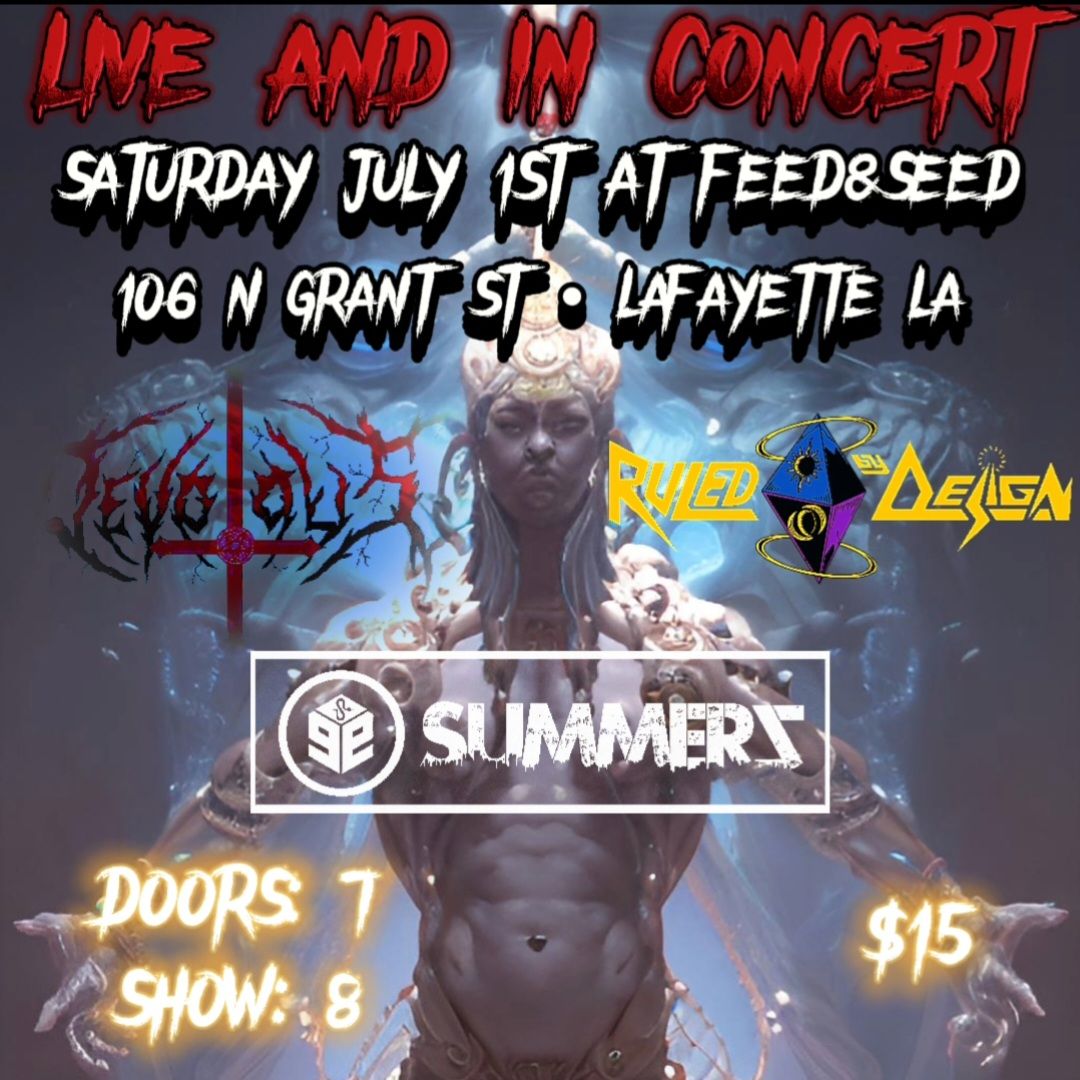 LIVE AND IN CONCERT
SATURDAY JULY 1ST AT FEED&SEED
106 N GRANT ST • LAFAYETTE LA
RULED by DESIGN
SUMMERS
DOORS: 7
SHOW: 8
$15